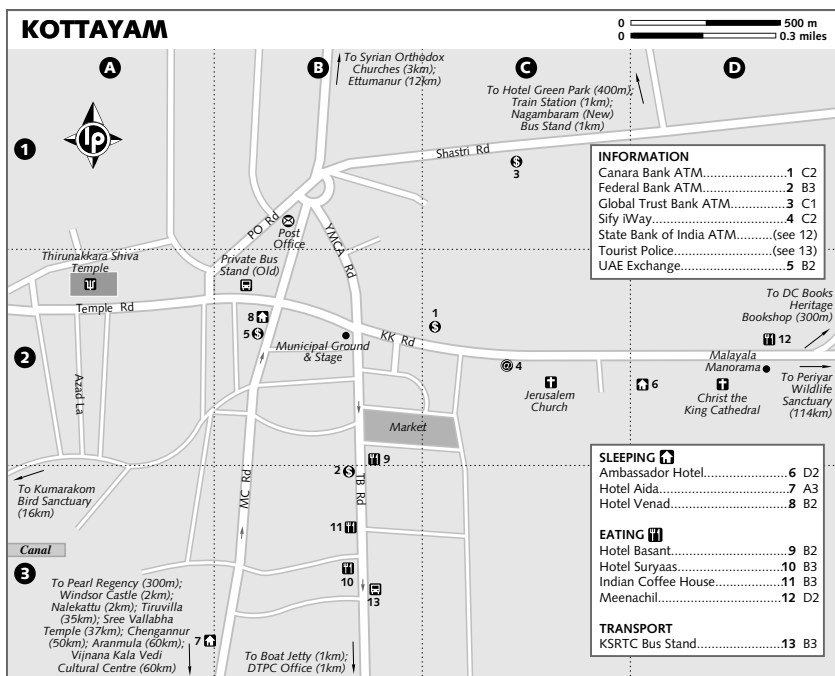 KOTTAYAM
0 500 m
0 0.3 miles
A
B
C
D
1
2
3
lp
To Syrian Orthodox
Churches (3km);
Ettumanur (12km)
To Hotel Green Park (400m);
Train Station (1km);
Nagambaram (New)
Bus Stand (1km)
Shastri Rd
$
3
PO Rd
Post
Office
YMCA Rd
Thirunakkara Shiva
Temple
Private Bus
Stand (Old)
Temple Rd
8
5 $
Municipal Ground
& Stage
1
$
KK Rd
@ 4
Jerusalem
Church
6
Christ the
King Cathedral
Malayala
Manorama
12
To DC Books
Heritage
Bookshop (300m)
To Periyar
Wildlife
Sanctuary
(114km)
Azad La
Market
9
2 $
MC Rd
TB Rd
To Kumarakom
Bird Sanctuary
(16km)
Canal
11
10
13
To Pearl Regency (300m);
Windsor Castle (2km);
Nalekattu (2km); Tiruvilla
(35km); Sree Vallabha
Temple (37km); Chengannur
(50km); Aranmula (60km);
Vijnana Kala Vedi
Cultural Centre (60km)
7
To Boat Jetty (1km);
DTPC Office (1km)
INFORMATION
Canara Bank ATM..........................1 C2
Federal Bank ATM..........................2 B3
Global Trust Bank ATM..................3 C1
Sify iWay........................................4 C2
State Bank of India ATM..........(see 12)
Tourist Police...........................(see 13)
UAE Exchange................................5 B2
SLEEPING
Ambassador Hotel..........................6 D2
Hotel Aida......................................7 A3
Hotel Venad...................................8 B2
EATING
Hotel Basant...................................9 B2
Hotel Suryaas................................10 B3
Indian Coffee House......................11 B3
Meenachil.....................................12 D2
TRANSPORT
KSRTC Bus Stand..........................13 B3